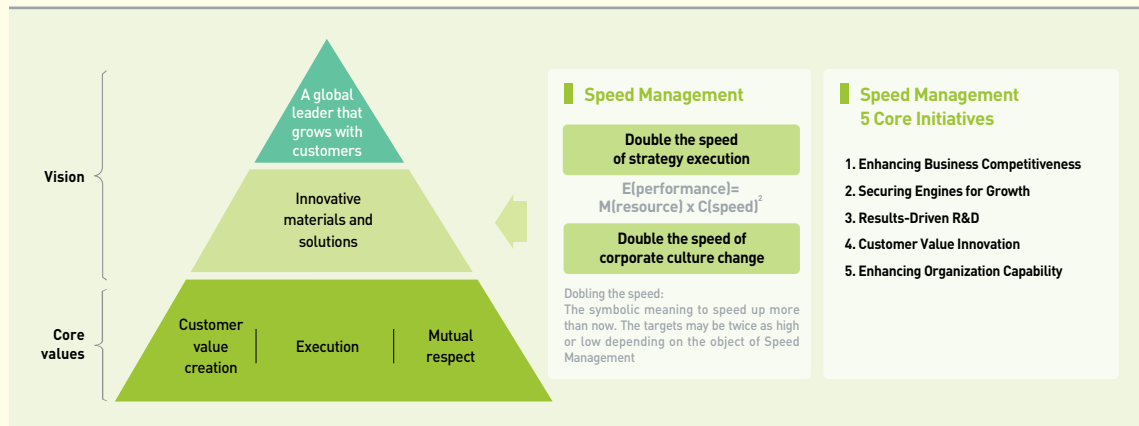 Vision
A global
leader that
grows with
customers
Innovative
materials and
solutions
Core
values
Customer
value
creation
Execution
Mutual
respect
Speed Management
Double the speed
of strategy execution
E(performance)=
M(resource) x C(speed)²
Double the speed of
corporate culture change
Dobling the speed:
The symbolic meaning to speed up more
than now. The targets may be twice as high
or low depending on the object of Speed
Management
Speed Management
5 Core Initiatives
1. Enhancing Business Competitiveness
2. Securing Engines for Growth
3. Results-Driven R&D
4. Customer Value Innovation
5. Enhancing Organization Capability